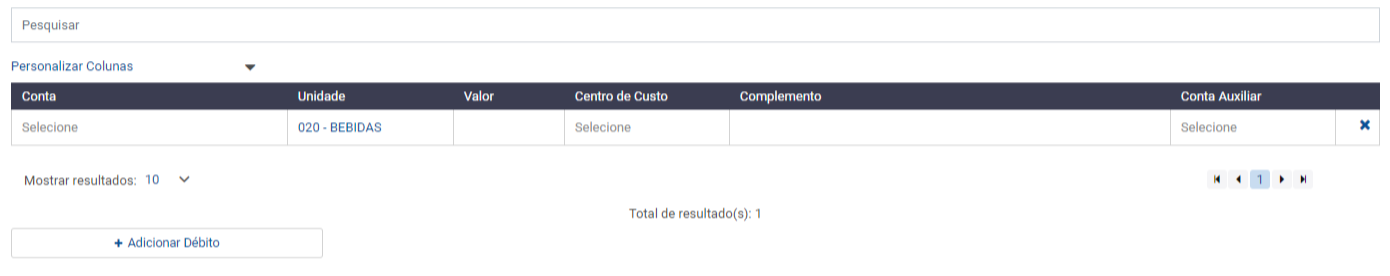 Pesquisar
Personalizar Colunas
Conta Unidade Valor Centro de Custo Complemento Conta Auxiliar
Selecione 020 - BEBIDAS Selecione Selecione
Mostrar resultados: 10 1
Total de resultado(s): 1
+ Adicionar Débito